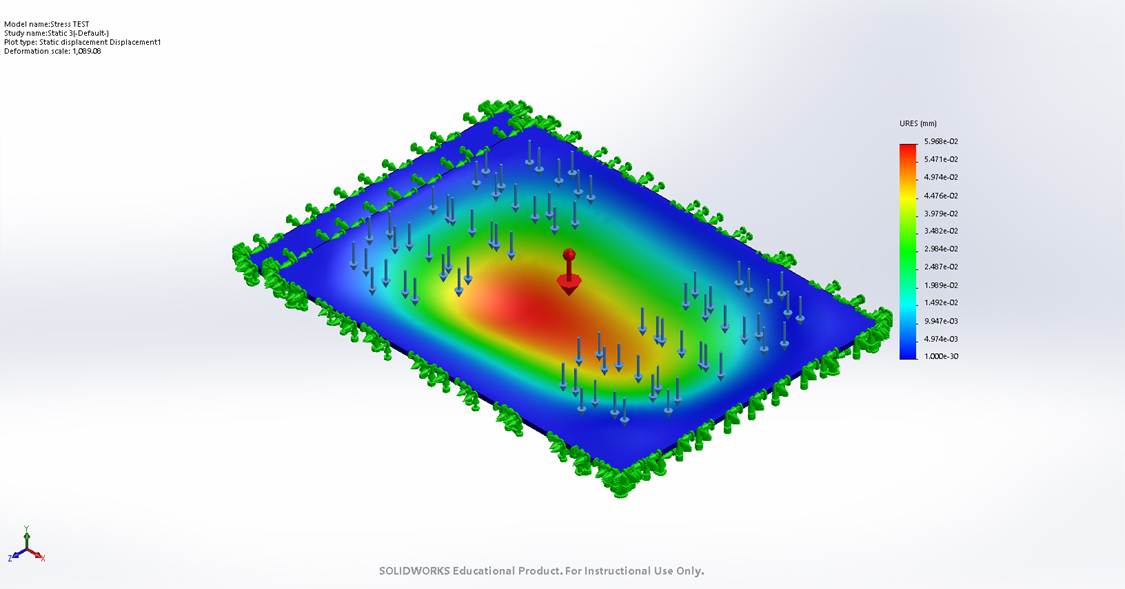 Model name:Stress TEST
Study name:Static 3(-Default-)
Plot type: Static displacement Displacement1
Deformation scale: 1,089.08
URES (mm)
5.968e-02
5.471e-02
4.974e-02
4.476e-02
3.979e-02
3.482e-02
2.984e-02
2.487e-02
1.989e-02
1.492e-02
9.947e-03
4.974e-03
1.000e-30
Y
Z
X
SOLIDWORKS Educational Product. For Instructional Use Only.